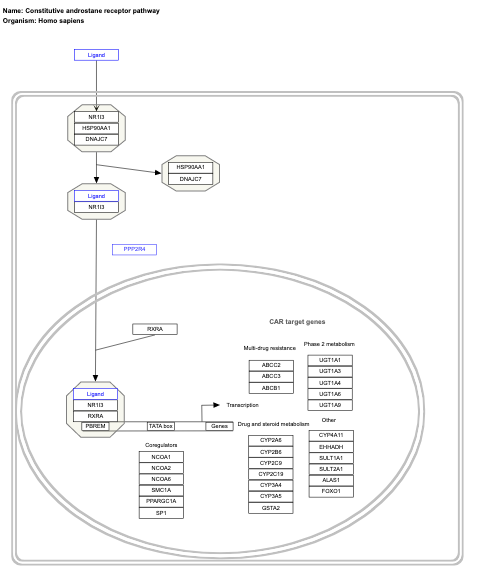 Name: Constitutive androstane receptor pathway
Organism: Homo sapiens
Ligand
NR1I3
HSP90AA1
DNAJC7
HSP90AA1
DNAJC7
Ligand
NR1I3
PPP2R4
RXRA
Ligand
NR1I3
RXRA
PBREM
TATA box
Genes
Transcription
Coregulators
NCOA1
NCOA2
NCOA6
SMC1A
PPARGC1A
SP1
CAR target genes
Multi-drug resistance
ABCC2
ABCC3
ABCB1
Phase 2 metabolism
UGT1A1
UGT1A3
UGT1A4
UGT1A6
UGT1A9
Drug and steroid metabolism
CYP2A6
CYP2B6
CYP2C9
CYP2C19
CYP3A4
CYP3A5
GSTA2
Other
CYP4A11
EHHADH
SULT1A1
SULT2A1
ALAS1
FOXO1